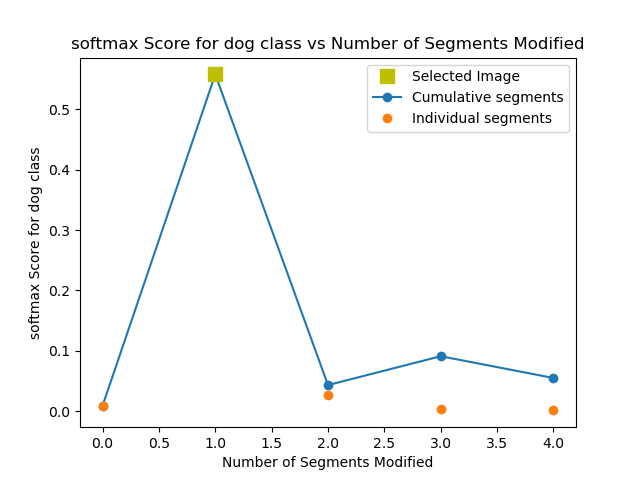 softmax Score for dog class vs Number of Segments Modified
Selected Image
Cumulative segments
Individual segments
softmax Score for dog class
0.5
0.4
0.3
0.2
0.1
0.0
0.0 0.5 1.0 1.5 2.0 2.5 3.0 3.5 4.0
Number of Segments Modified